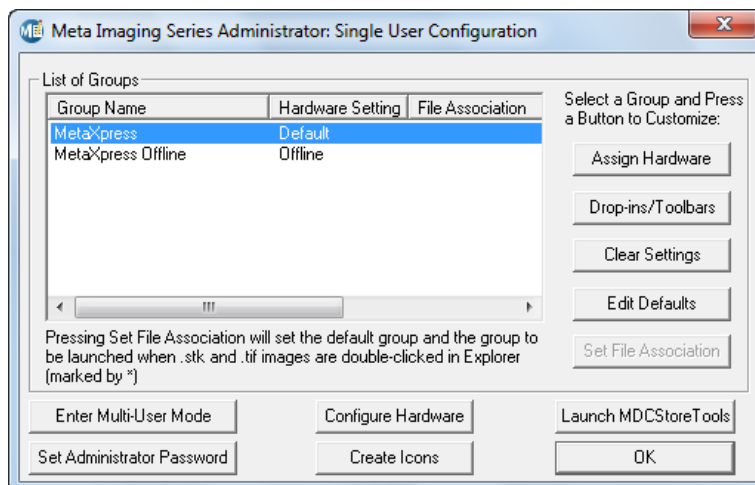 Meta Imaging Series Administrator: Single User Configuration
List of Groups
Group Name Hardware Setting File Association
MetaXpress Default
MetaXpress Offline Offline
Pressing Set File Association will set the default group and the group to
be launched when .stk and .tif images are double-clicked in Explorer
(marked by *)
Select a Group and Press
a Button to Customize:
Assign Hardware
Drop-ins/Toolbars
Clear Settings
Edit Defaults
Set File Association
Enter Multi-User Mode Configure Hardware Launch MDCStoreTools
Set Administrator Password Create Icons OK